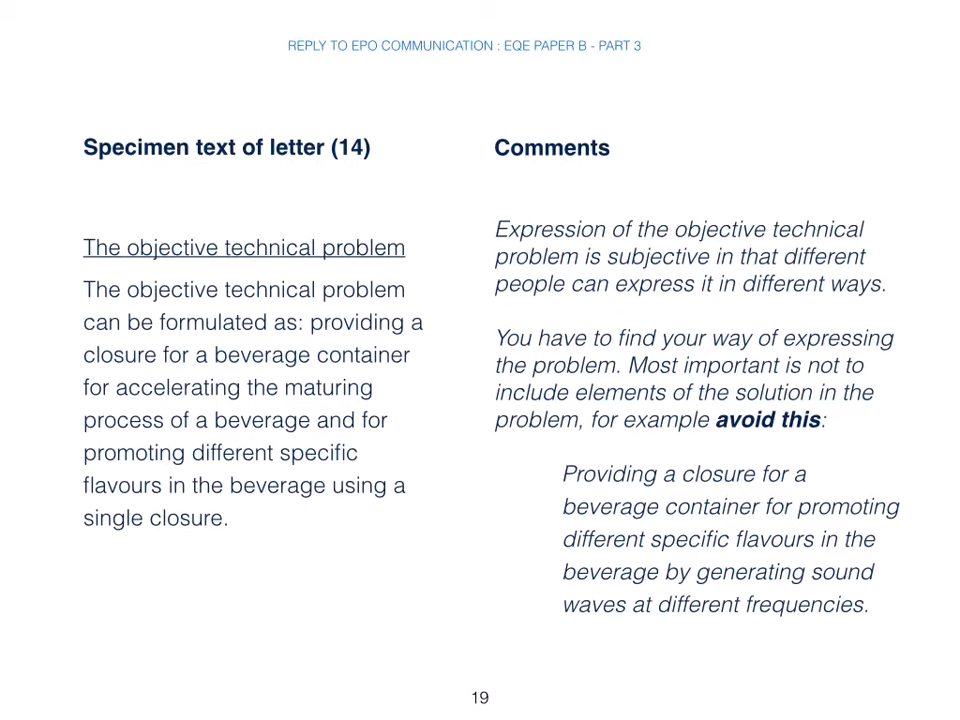 REPLY TO EPO COMMUNICATION : EQE PAPER B - PART 3
Specimen text of letter (14)
The objective technical problem
The objective technical problem
can be formulated as: providing a
closure for a beverage container
for accelerating the maturing
process of a beverage and for
promoting different specific
flavours in the beverage using a
single closure.
Comments
Expression of the objective technical
problem is subjective in that different
people can express it in different ways.
You have to find your way of expressing
the problem. Most important is not to
include elements of the solution in the
problem, for example avoid this:
Providing a closure for a
beverage container for promoting
different specific flavours in the
beverage by generating sound
waves at different frequencies.
19